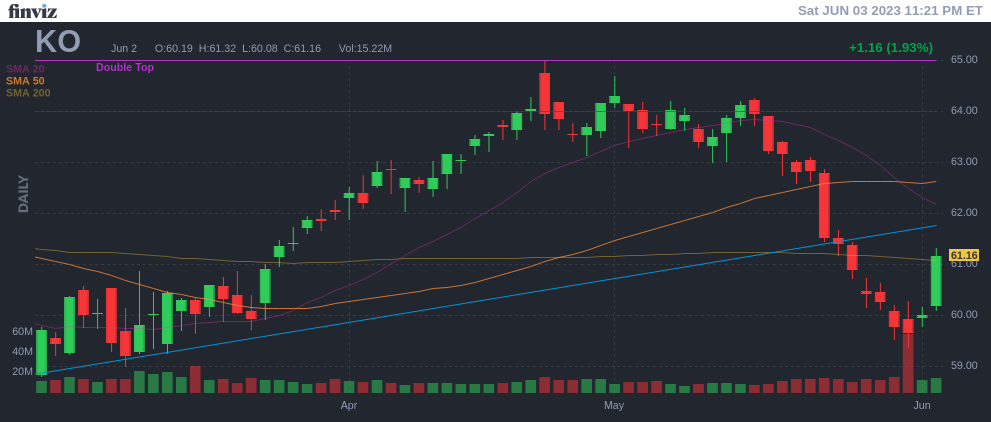 finviz
Sat JUN 03 2023 11:21 PM ET
KO
Jun 2 O:60.19 H:61.32 L:60.08 C:61.16 Vol:15.22M
+1.16 (1.93%)
SMA 20
SMA 50
SMA 200
Double Top
DAILY
65.00
64.00
63.00
62.00
61.16
61.00
60.00
59.00
60M
40M
20M
Apr May Jun